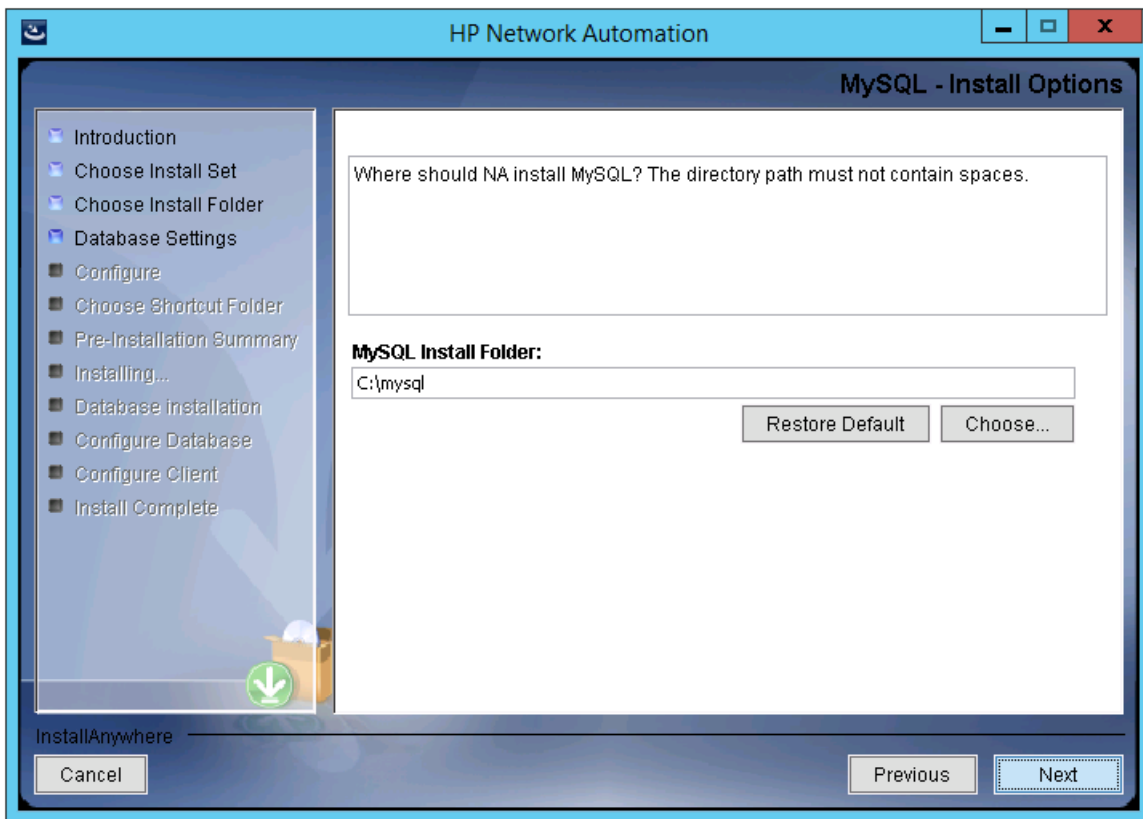 HP Network Automation
MySQL - Install Options
Introduction
Choose Install Set
Choose Install Folder
Database Settings
Configure
Choose Shortcut Folder
Pre-Installation Summary
Installing...
Database installation
Configure Database
Configure Client
Install Complete
Where should NA install MySQL? The directory path must not contain spaces.
MySQL Install Folder:
C:\mysql
Restore Default
Choose...
InstallAnywhere
Cancel
Previous
Next